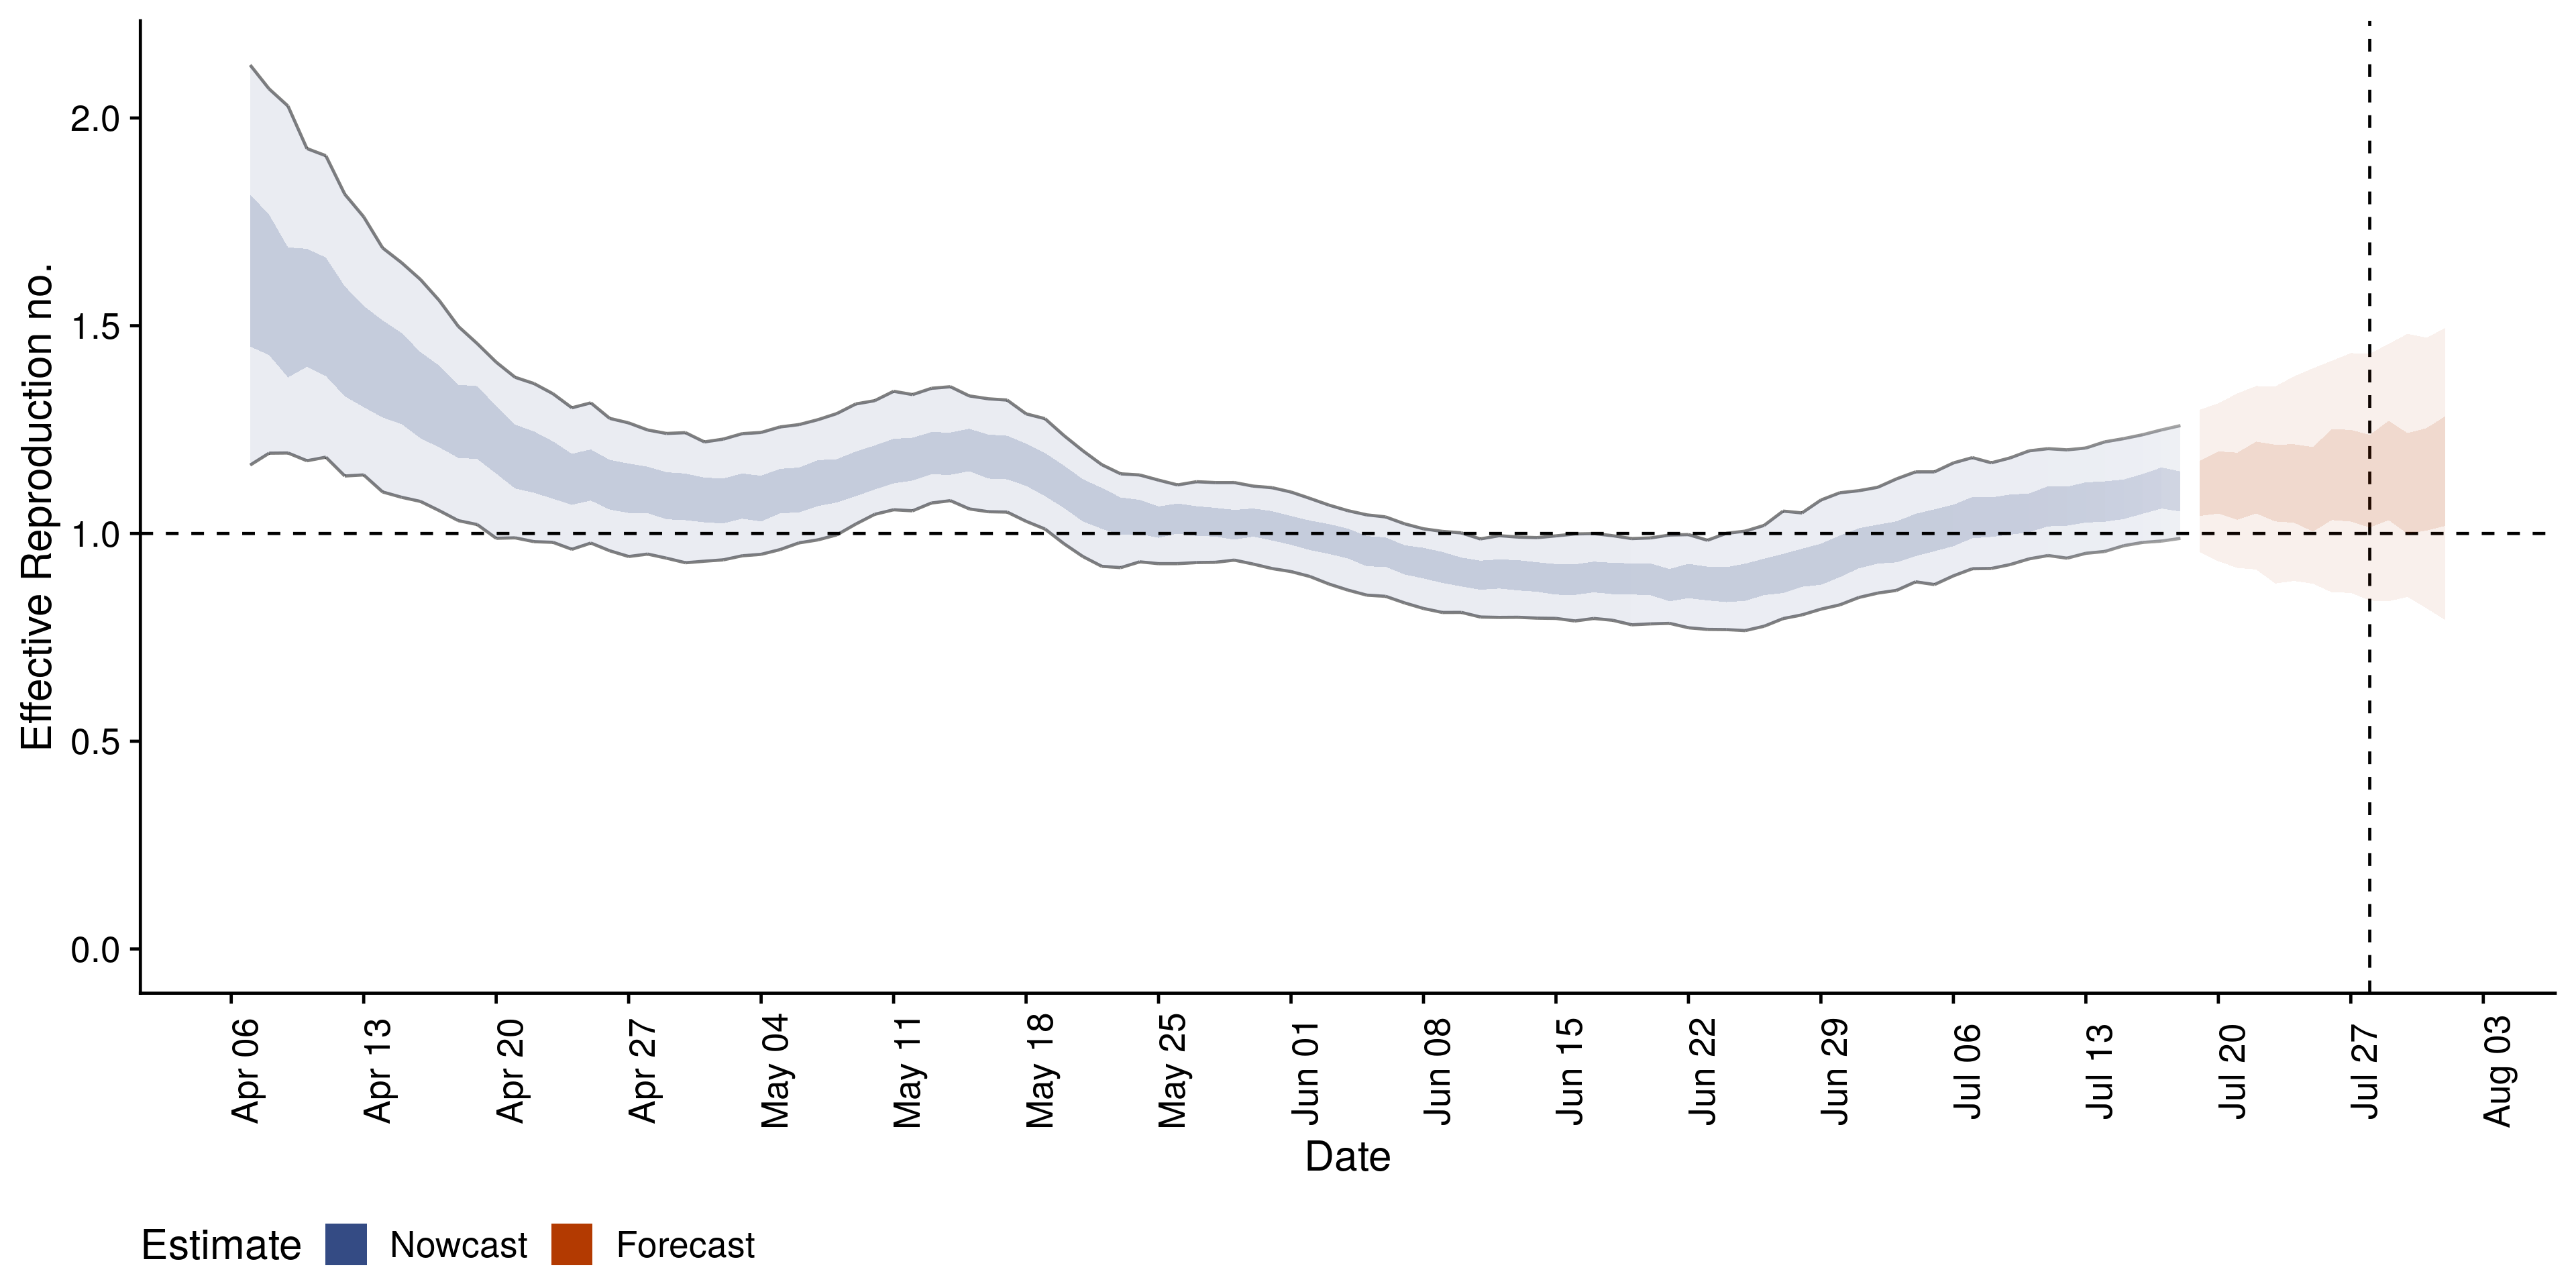 Effective Reproduction no.
2.0
1.5
1.0
0.5
0.0
Apr 06
Apr 13
Apr 20
Apr 27
May 04
May 11
May 18
May 25
Jun 01
Jun 08
Jun 15
Jun 22
Jun 29
Jul 06
Jul 13
Jul 20
Jul 27
Aug 03
Date
Estimate Nowcast Forecast